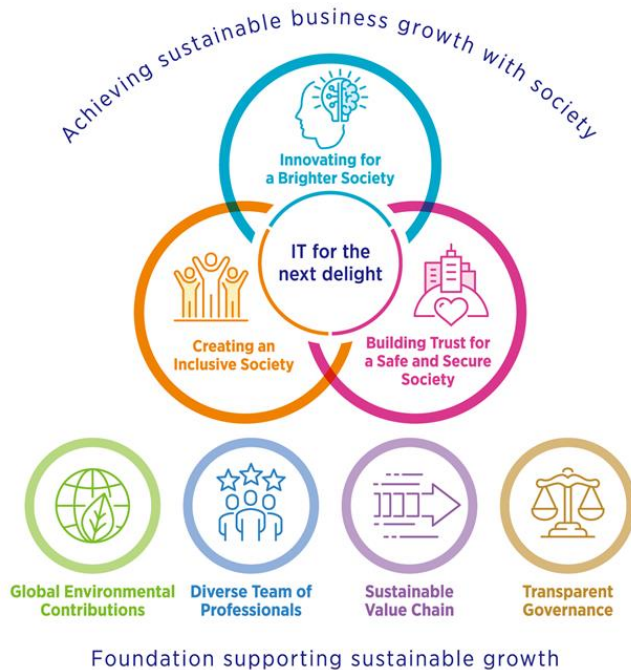 Achieving sustainable business growth with society
Innovating for
a Brighter Society
IT for the
next delight
Creating an
Inclusive Society
Building Trust for
a Safe and Secure
Society
Global Environmental
Contributions
Diverse Team of
Professionals
Sustainable
Value Chain
Transparent
Governance
Foundation supporting sustainable growth